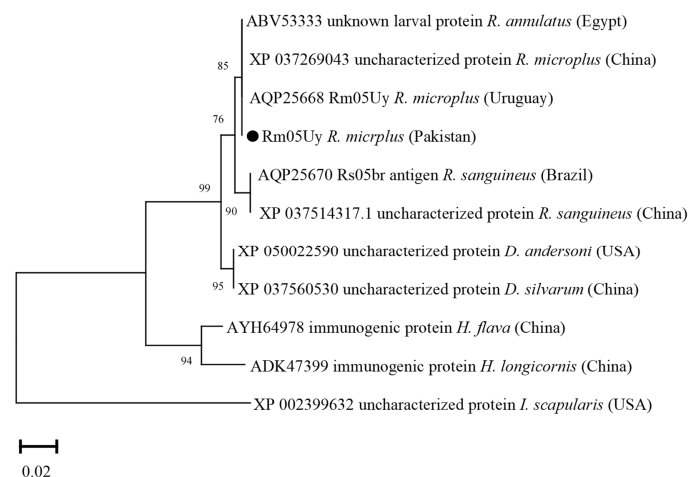 ABV53333 unknown larval protein R. annulatus (Egypt)
85
XP 037269043 uncharacterized protein R. microplus (China)
AQP25668 Rm05Uy R. microplus (Uruguay)
76
Rm05Uy R. micrplus (Pakistan)
AQP25670 Rs05br antigen R. sanguineus (Brazil)
99
90
XP 037514317.1 uncharacterized protein R. sanguineus (China)
XP 050022590 uncharacterized protein D. andersoni (USA)
95
XP 037560530 uncharacterized protein D. silvarum (China)
AYH64978 immunogenic protein H. flava (China)
94
ADK47399 immunogenic protein H. longicornis (China)
XP 002399632 uncharacterized protein I. scapularis (USA)
0.02